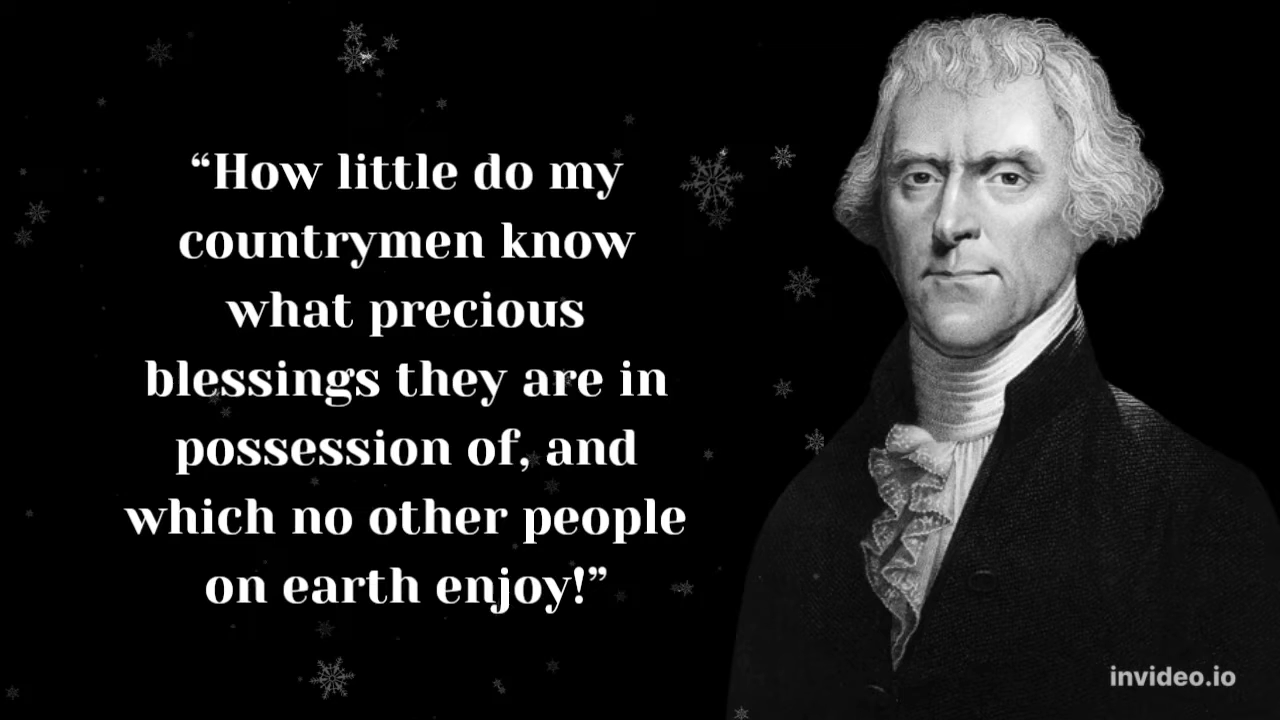 “How little do my
countrymen know
what precious
blessings they are in
possession of, and
which no other people
on earth enjoy!”
invideo.io